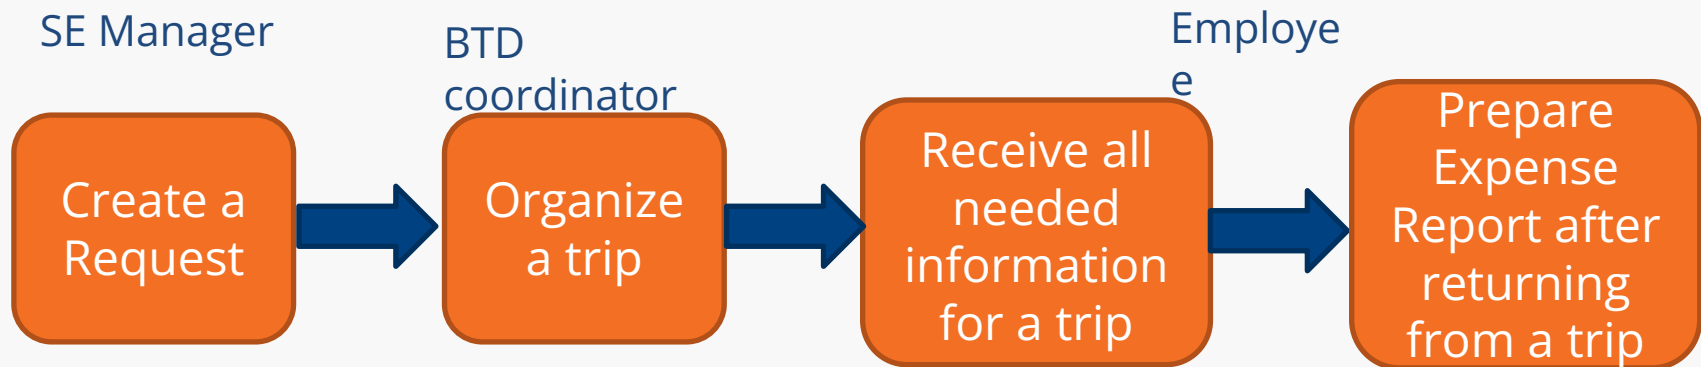 SE Manager
BTD
coordinator
Employe
e
Create a
Request
Organize
a trip
Receive all
needed
information
for a trip
Prepare
Expense
Report after
returning
from a trip